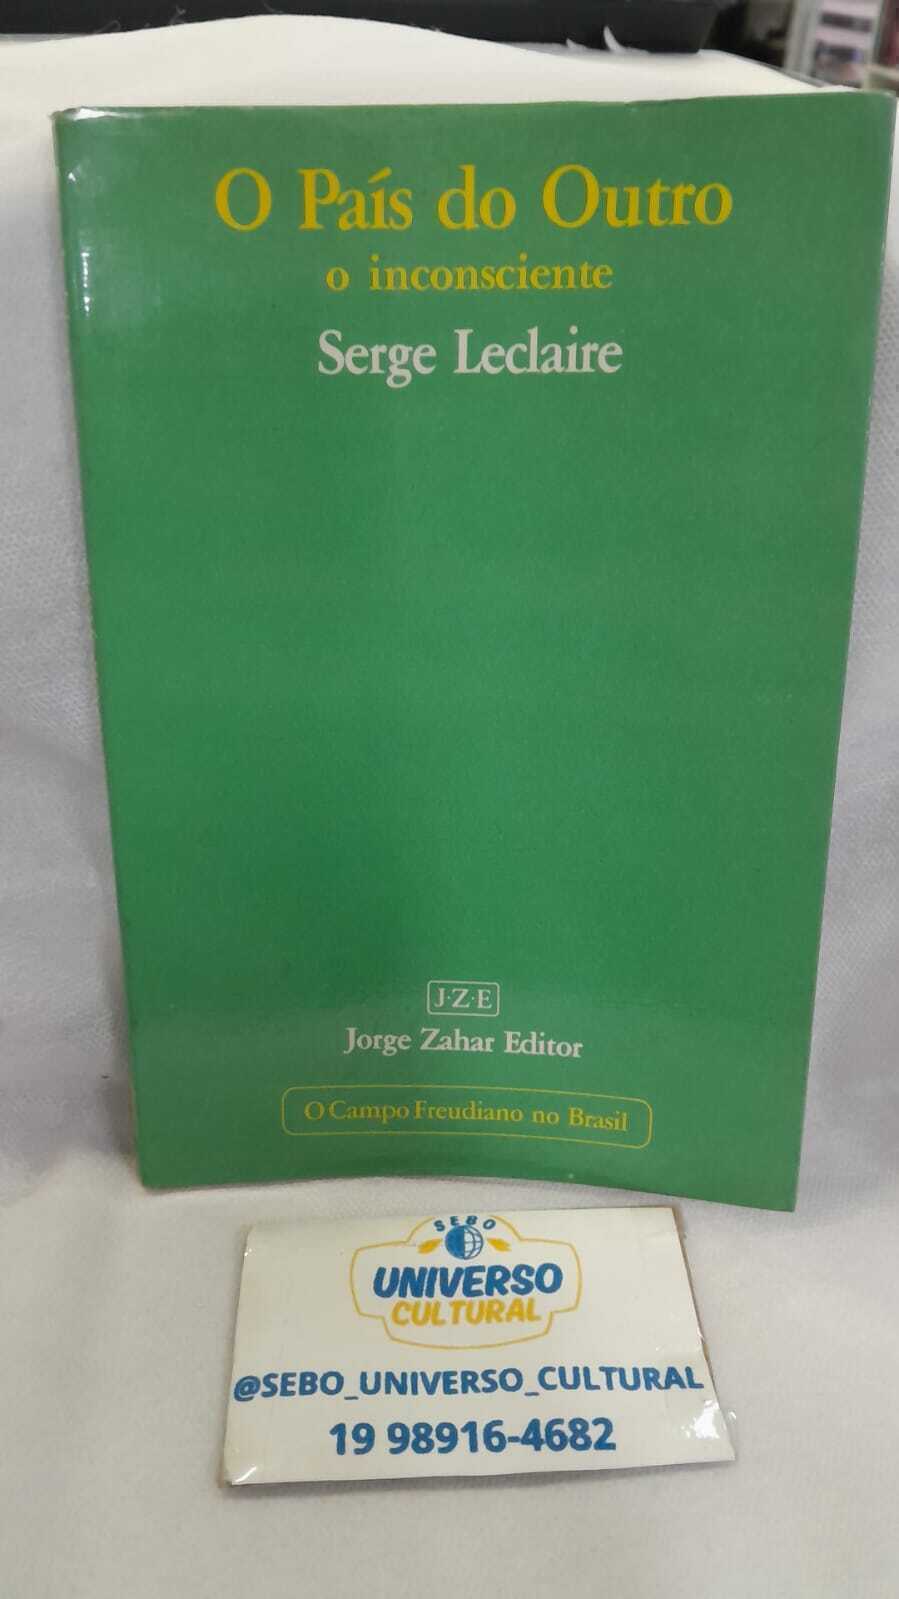 O País do Outro
o inconsciente
Serge Leclaire
J·Z·E
Jorge Zahar Editor
O Campo Freudiano no Brasil
SEBO
UNIVERSO
CULTURAL
@SEBO_UNIVERSO_CULTURAL
19 98916-4682